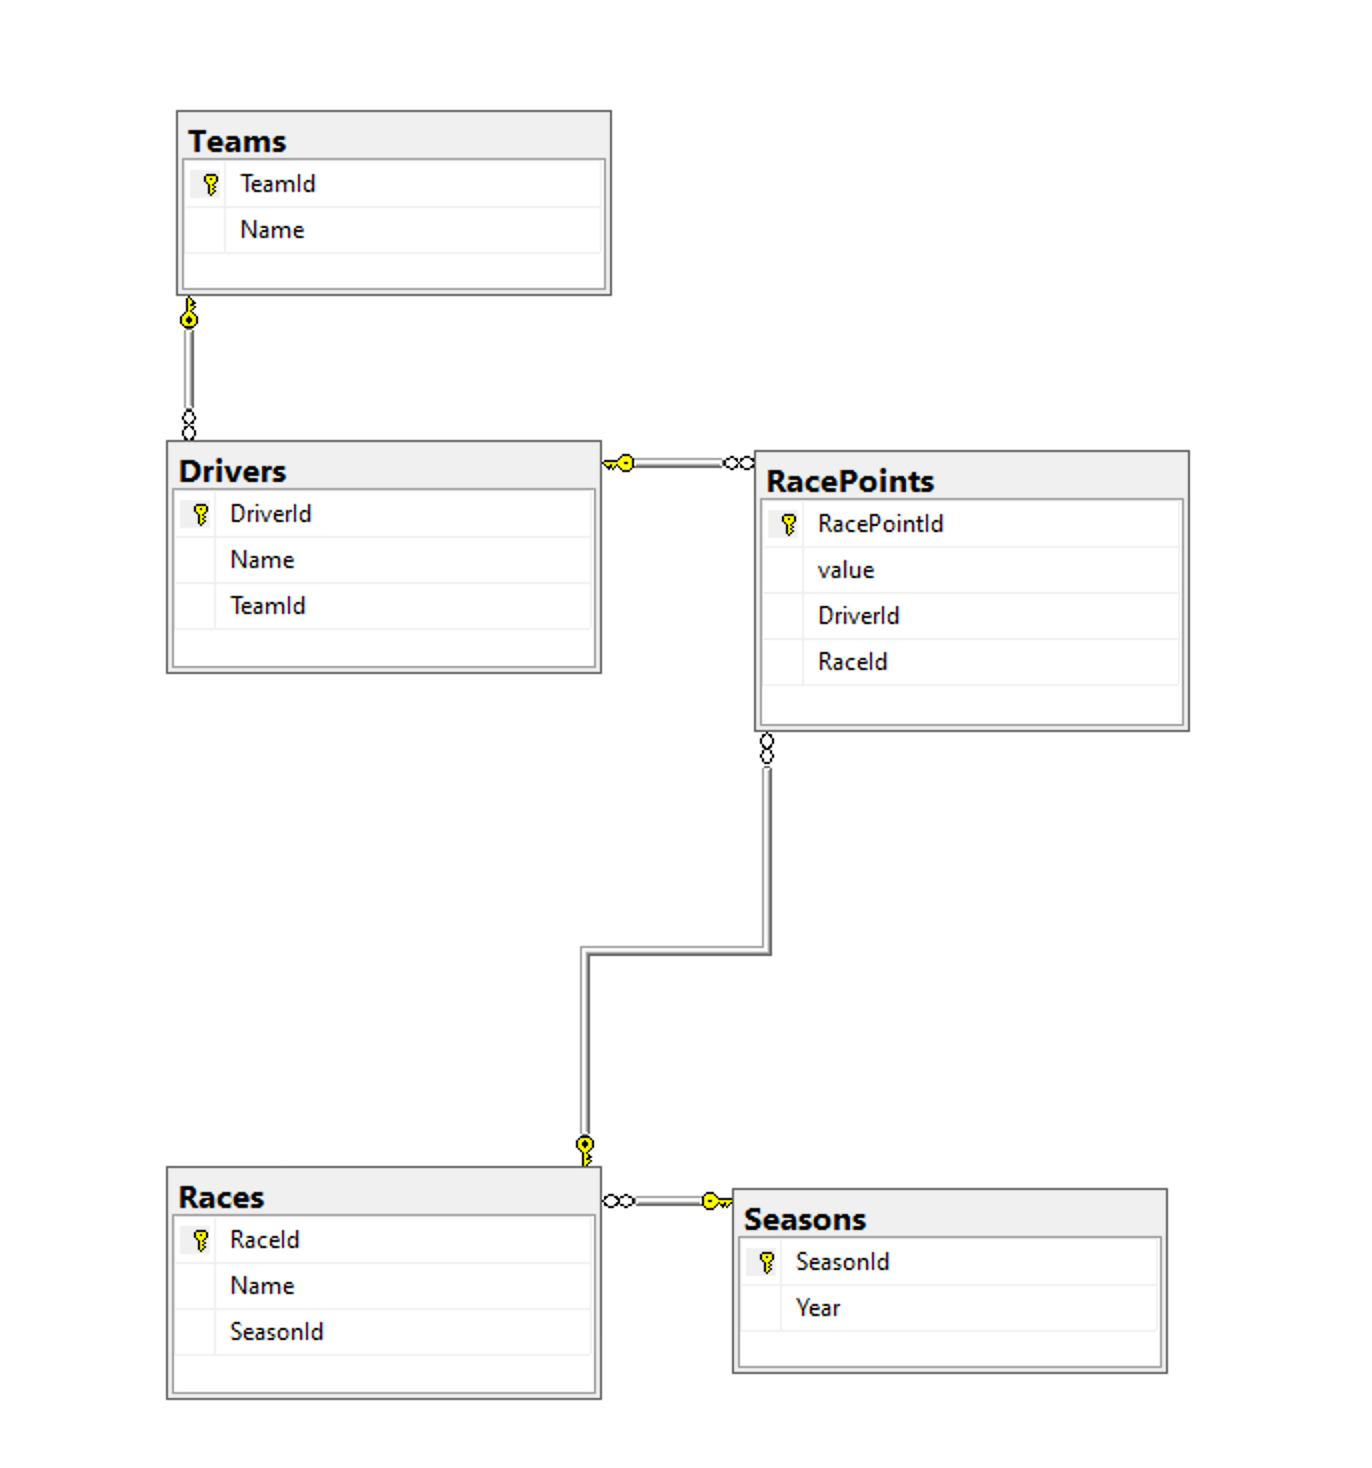 Teams
TeamId
Name
Drivers
DriverId
Name
TeamId
RacePoints
RacePointId
value
DriverId
RaceId
Races
RaceId
Name
SeasonId
Seasons
SeasonId
Year